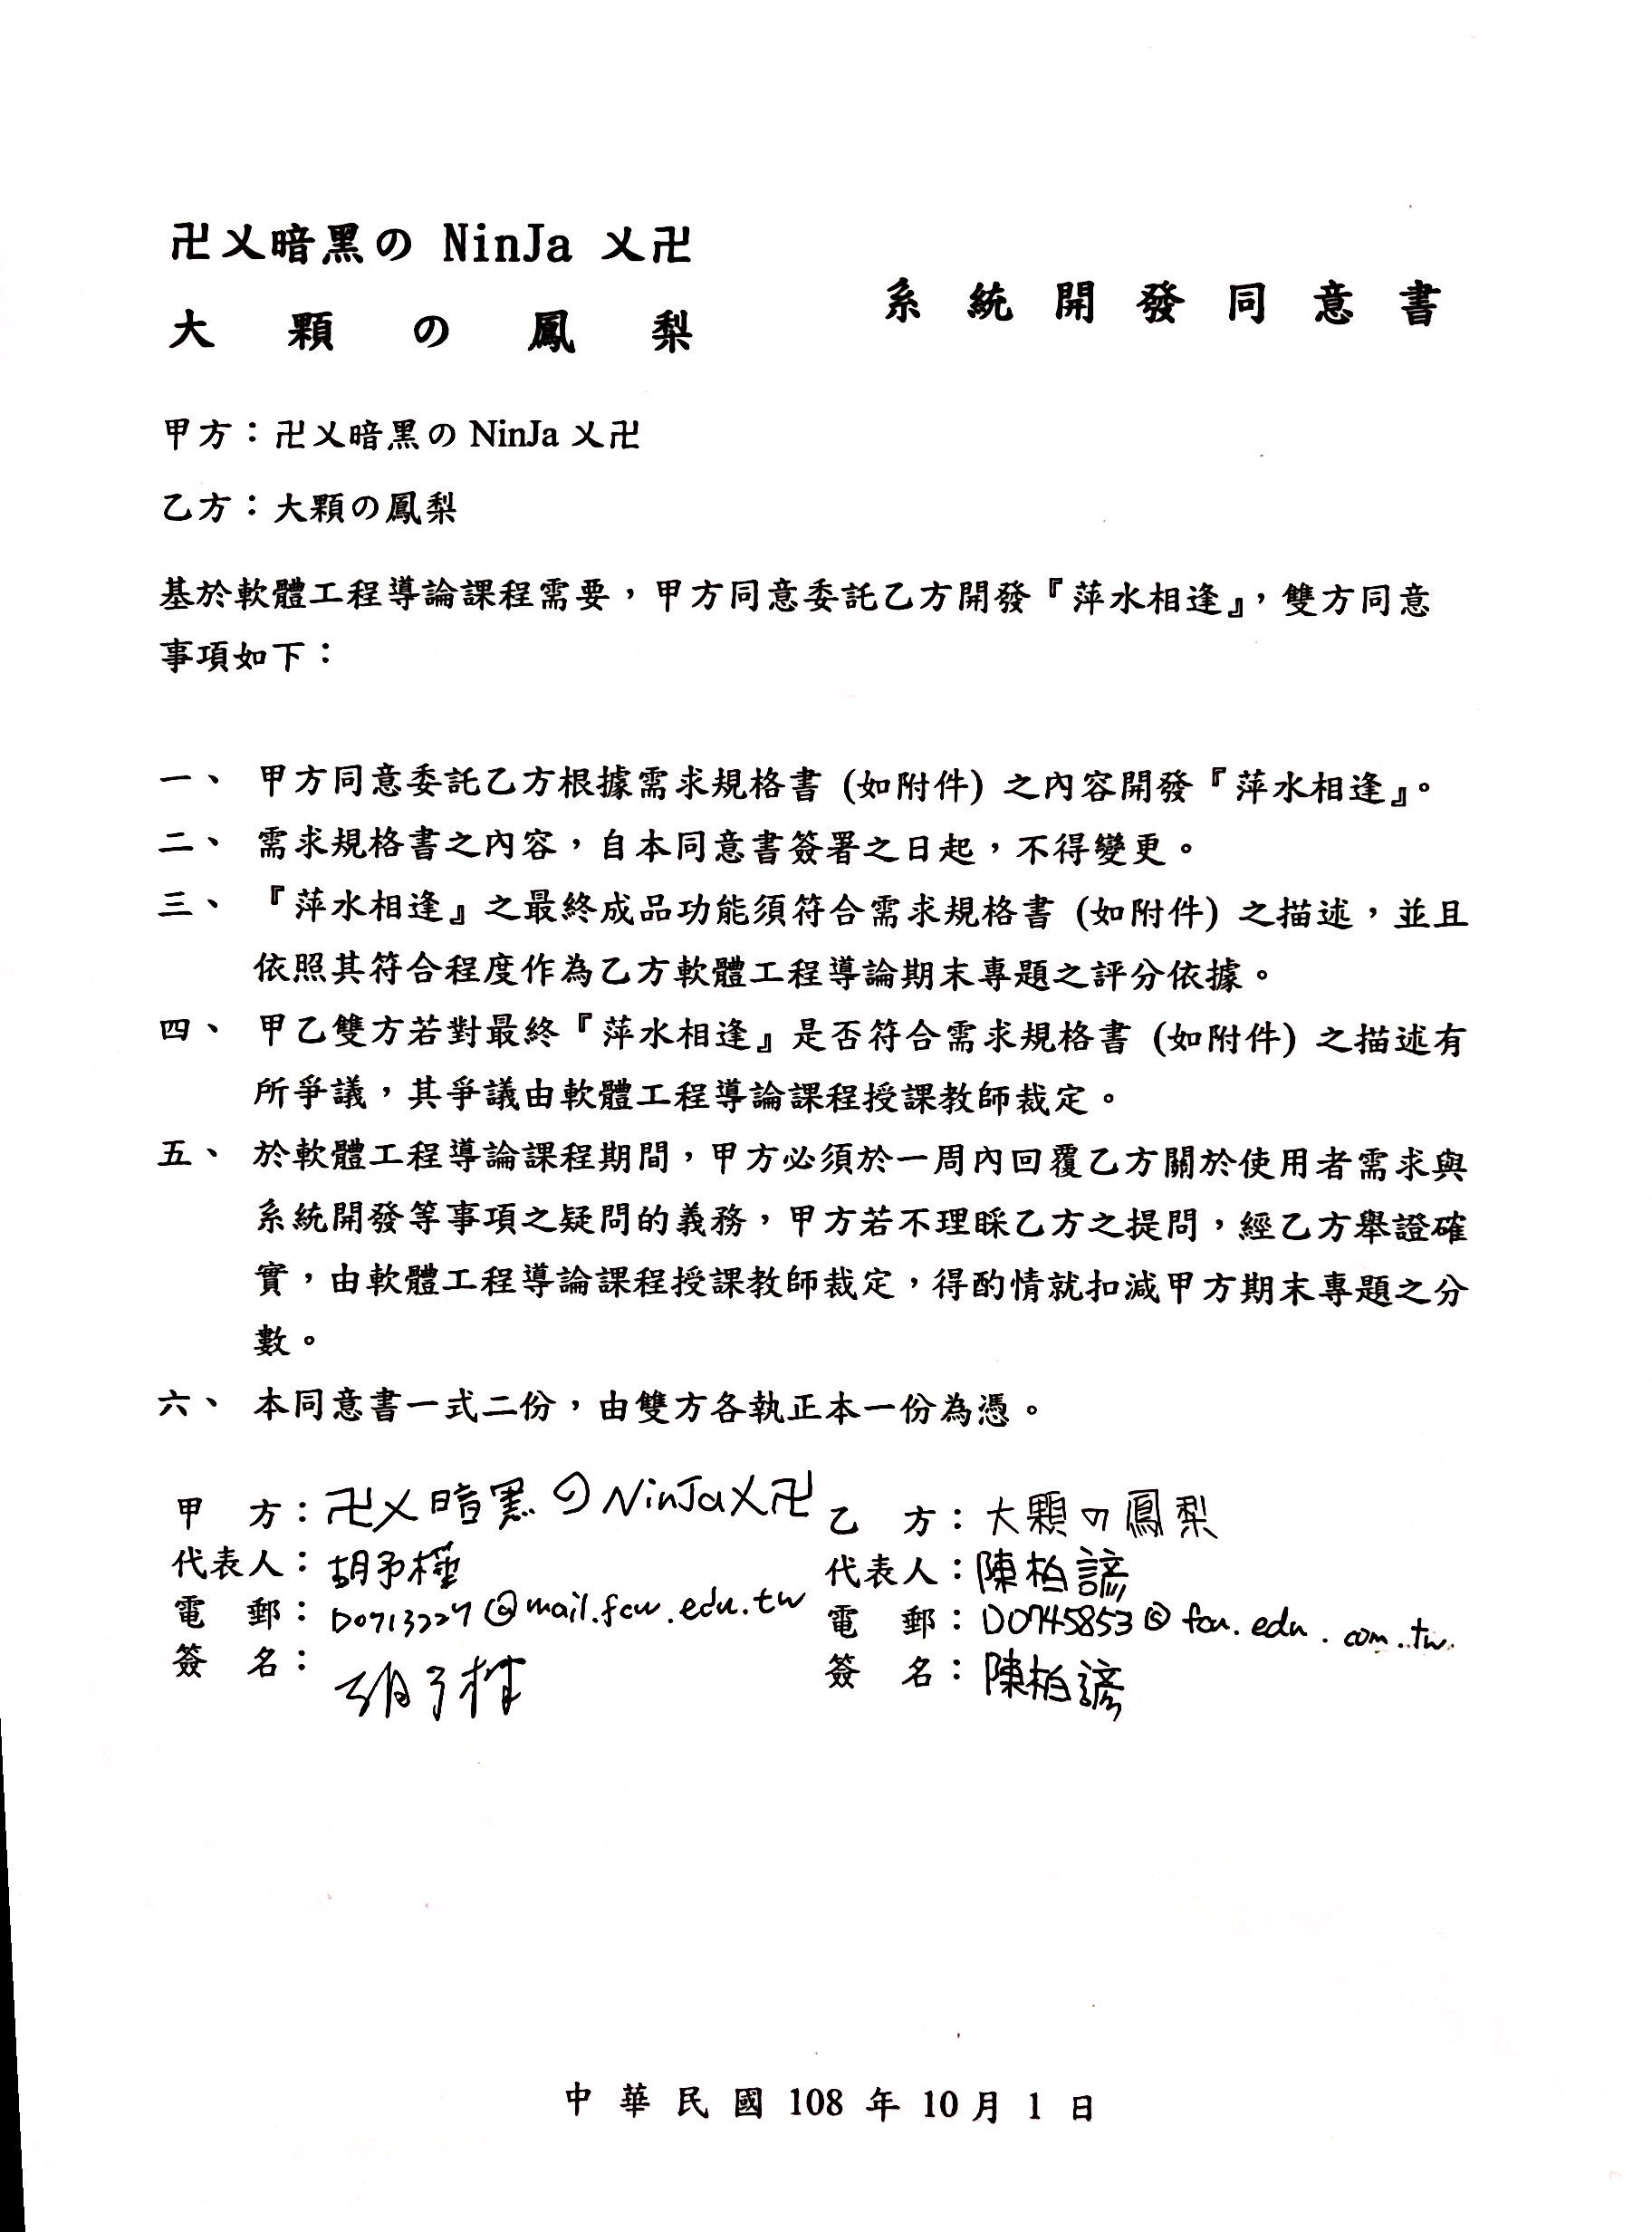 卍乂暗黑の NinJa 乂卍
大顆の鳳梨
系統開發同意書
甲方：卍乂暗黑の NinJa 乂卍
乙方：大顆の鳳梨
基於軟體工程導論課程需要，甲方同意委託乙方開發『萍水相逢』，雙方同意
事項如下：
一、 甲方同意委託乙方根據需求規格書 (如附件) 之內容開發『萍水相逢』。
二、 需求規格書之內容，自本同意書簽署之日起，不得變更。
三、 『萍水相逢』之最終成品功能須符合需求規格書 (如附件) 之描述，並且
依照其符合程度作為乙方軟體工程導論期末專題之評分依據。
四、 甲乙雙方若對最終『萍水相逢』是否符合需求規格書 (如附件) 之描述有
所爭議，其爭議由軟體工程導論課程授課教師裁定。
五、 於軟體工程導論課程期間，甲方必須於一周內回覆乙方關於使用者需求與
系統開發等事項之疑問的義務，甲方若不理睬乙方之提問，經乙方舉證確
實，由軟體工程導論課程授課教師裁定，得酌情就扣減甲方期末專題之分
數。
六、 本同意書一式二份，由雙方各執正本一份為憑。
甲 方：卍乂暗黑のNinJa乂卍
代表人：胡予
電 郵：D0713227@mail.fcu.edu.tw
簽 名：胡予
乙 方：大顆の鳳梨
代表人：陳柏諺
電 郵：D0745853@fcu.edu.com.tw
簽 名：陳柏諺
中 華 民 國 108 年 10 月 1 日